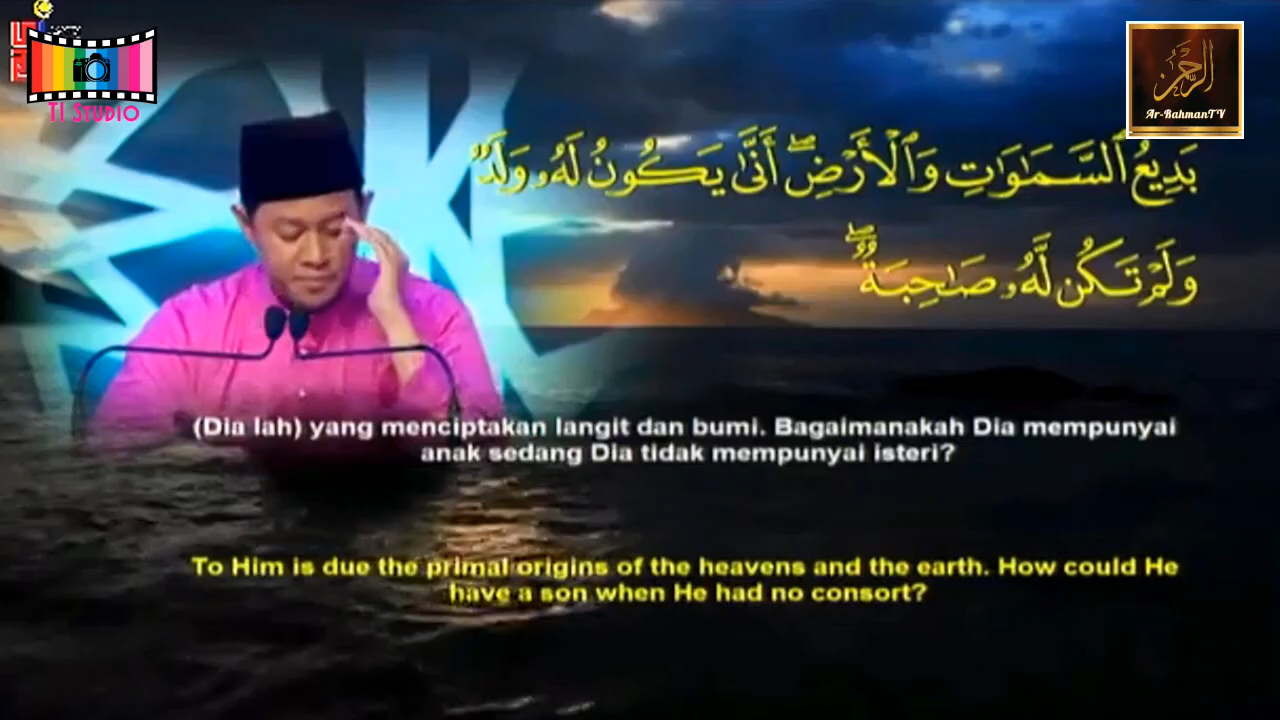 TI STUDIO
الرحمن
Ar-RahmanTV
بَدِيعُ ٱلسَّمَٰوَٰتِ وَٱلْأَرْضِ ۖ أَنَّىٰ يَكُونُ لَهُۥ وَلَدٌ
وَلَمْ تَكُن لَّهُۥ صَٰحِبَةٌ ۖ
(Dia lah) yang menciptakan langit dan bumi. Bagaimanakah Dia mempunyai
anak sedang Dia tidak mempunyai isteri?
To Him is due the primal origins of the heavens and the earth. How could He
have a son when He had no consort?